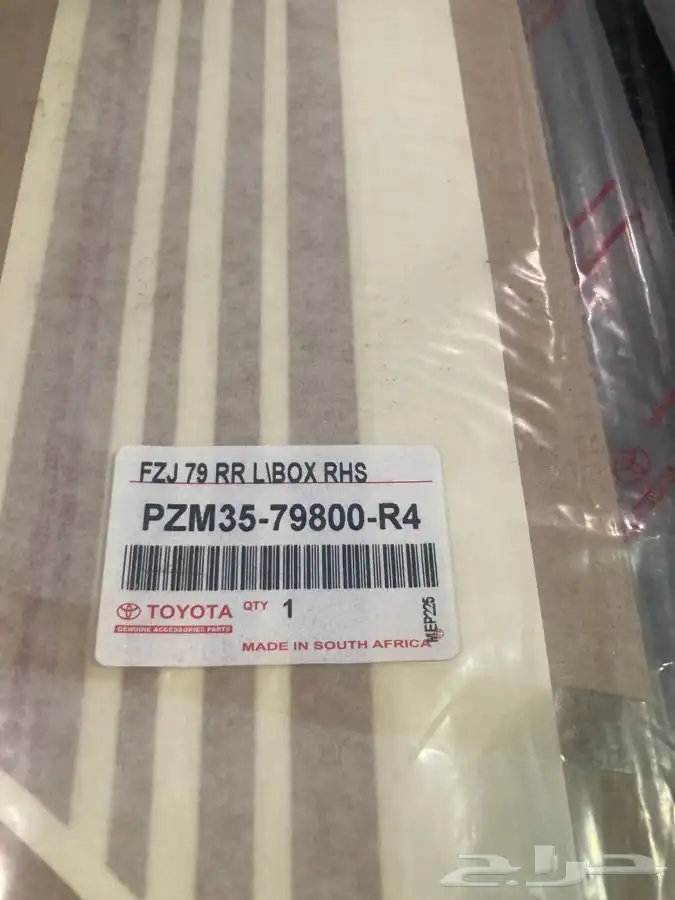 FZJ 79 RR L\BOX RHS
PZM35-79800-R4
TOYOTA QTY 1
GENUINE ACCESSORIES PARTS
MADE IN SOUTH AFRICA
MEP225
حراج